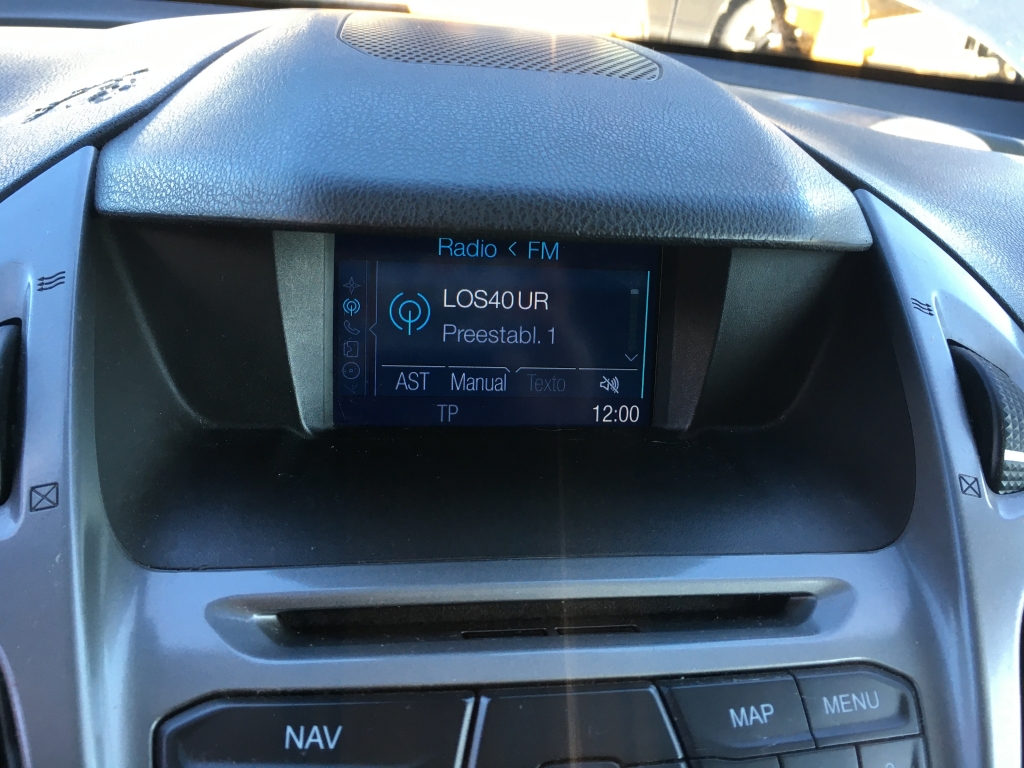 Radio < FM
LOS40 UR
Preestabl. 1
AST Manual Texto
TP 12:00
NAV MAP MENU